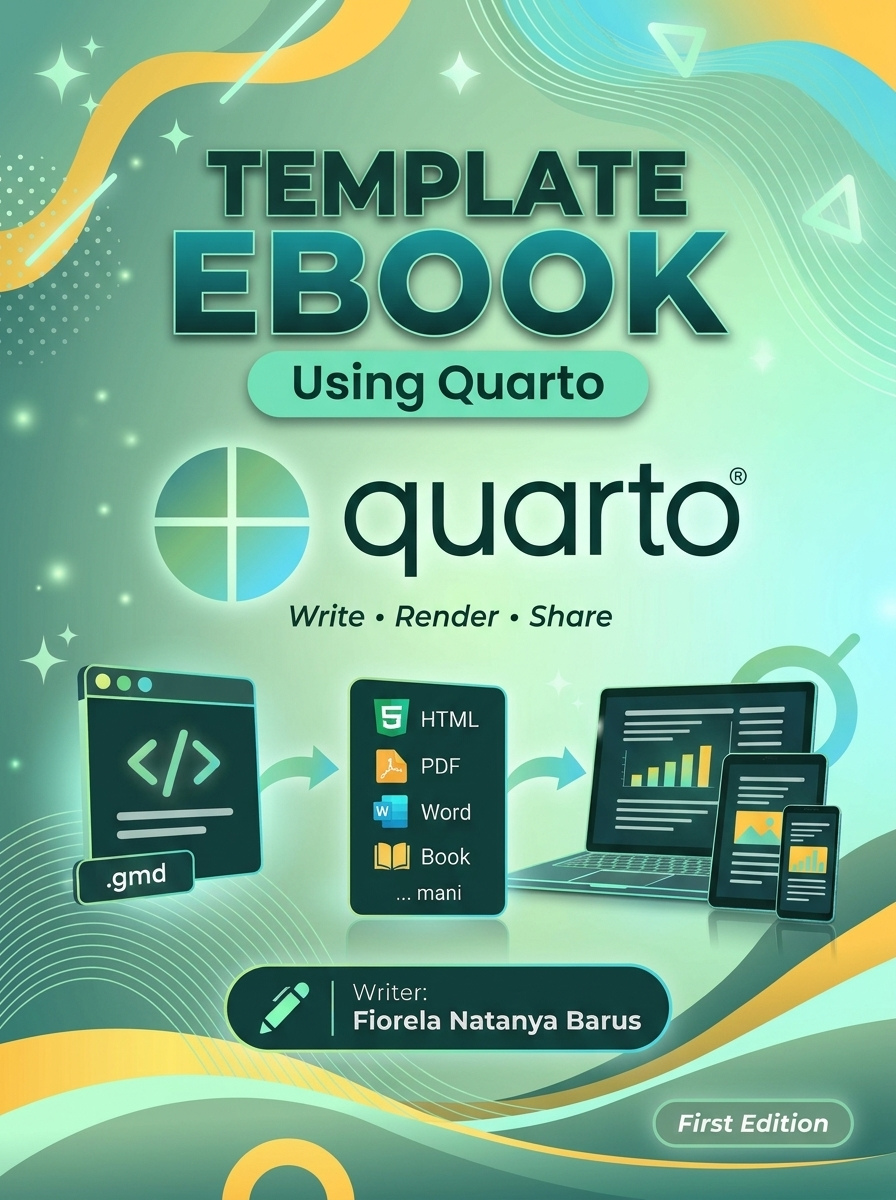 TEMPLATE
EBOOK
Using Quarto
quarto®
Write • Render • Share
</>
HTML
PDF
W Word
Book
... mani
.gmd
Writer:
Fiorela Natanya Barus
First Edition